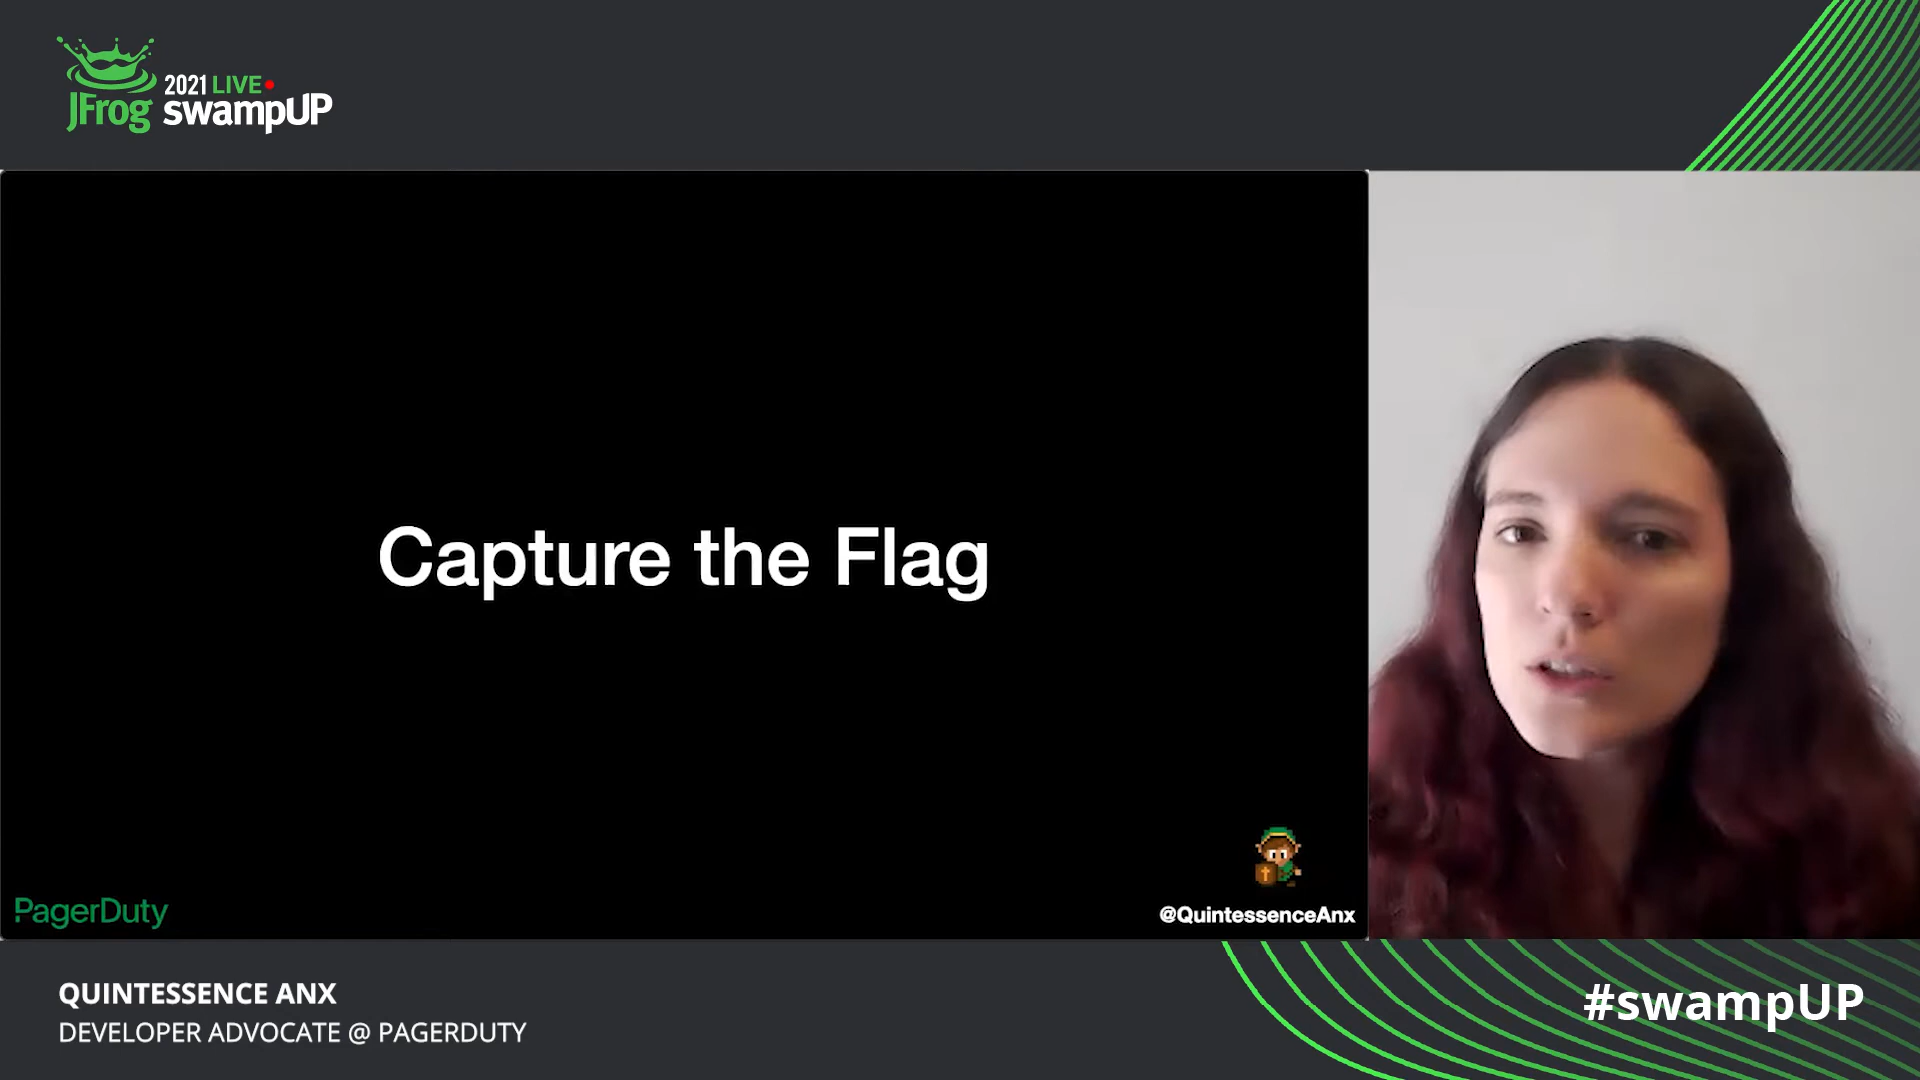 2021 LIVE
JFrog swampUP
Capture the Flag
PagerDuty
@QuintessenceAnx
QUINTESSENCE ANX
DEVELOPER ADVOCATE @ PAGERDUTY
#swampUP